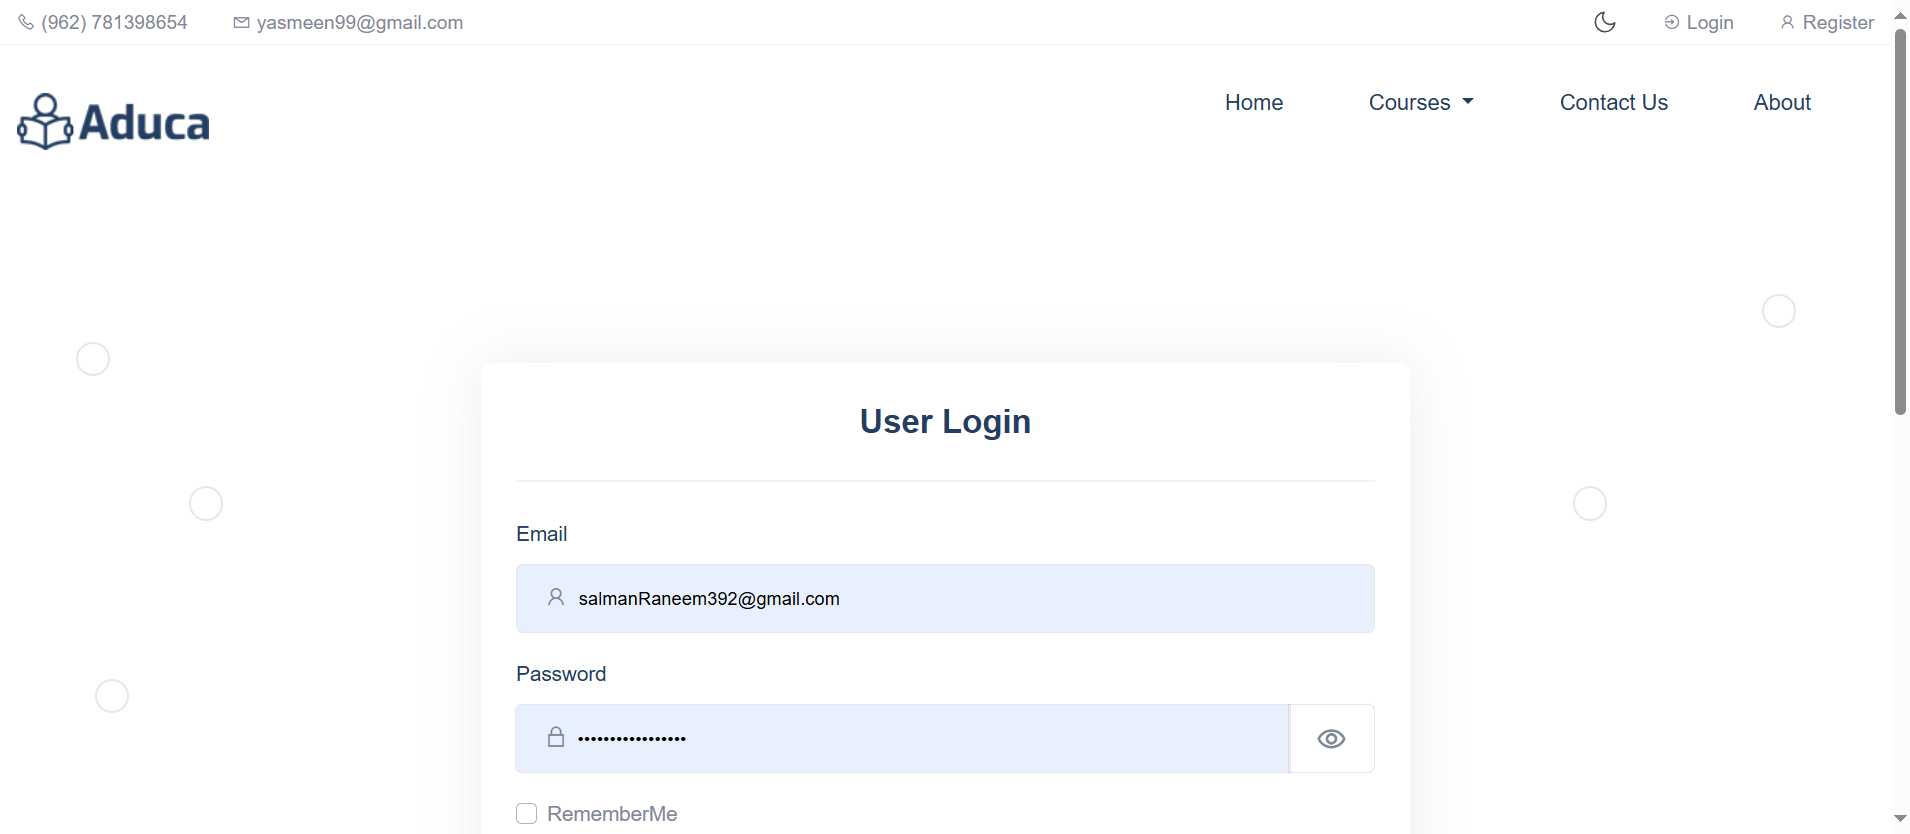 (962) 781398654 yasmeen99@gmail.com Login Register
Aduca Home Courses Contact Us About
User Login
Email
salmanRaneem392@gmail.com
Password
•••••••••••••••••
RememberMe